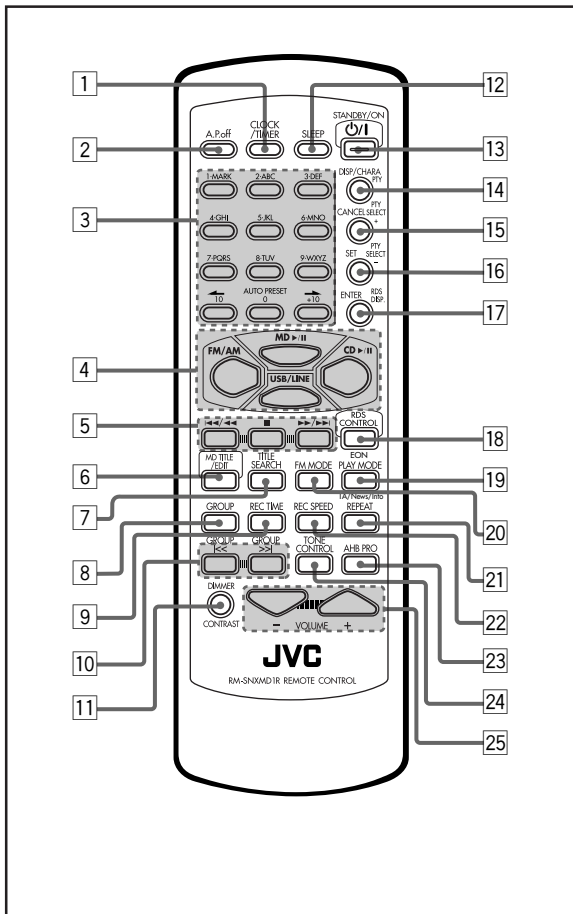 1
12
STANDBY/ON
2
A.P.off
CLOCK
/TIMER
SLEEP
⏻/I
13
1·MARK
2·ABC
3·DEF
DISP/CHARA
PTY
14
3
4·GHI
5·JKL
6·MNO
PTY
CANCEL SELECT
+
15
7·PQRS
8·TUV
9·WXYZ
SET
PTY
SELECT
−
16
10
AUTO PRESET
0
+10
ENTER
RDS
DISP.
17
4
FM/AM
MD ►/II
CD ►/II
USB/LINE
5
|◄◄/◄◄
■
►►/►►|
RDS
CONTROL
18
6
MD TITLE
/EDIT
TITLE
SEARCH
FM MODE
EON
PLAY MODE
19
7
TA/News/Info
20
8
GROUP
REC TIME
REC SPEED
REPEAT
21
9
GROUP
|<<
GROUP
>>|
TONE
CONTROL
AHB PRO
22
10
DIMMER
CONTRAST
− VOLUME +
23
11
JVC
24
RM-SNXMD1R REMOTE CONTROL
25